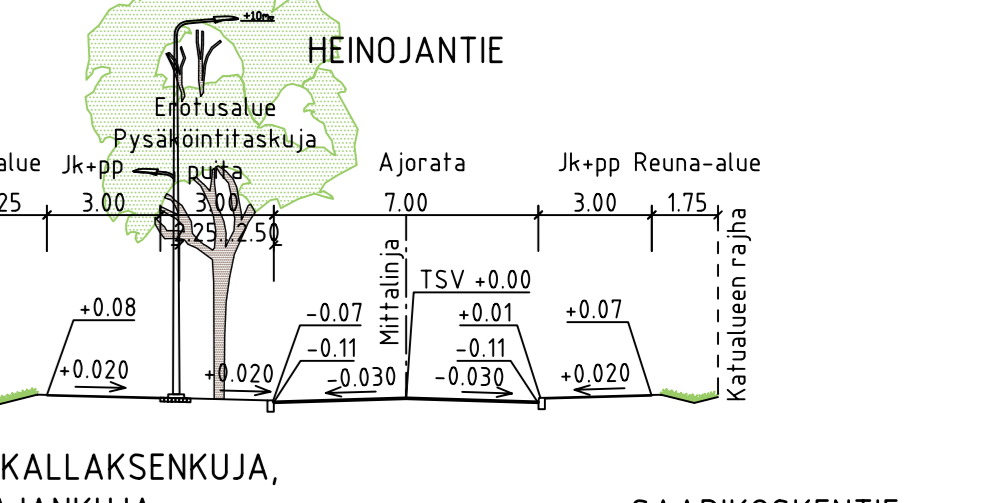 +10m
HEINOJANTIE
Erotusalue
Pysäköintitaskuja
puita
alue Jk+pp Ajorata Jk+pp Reuna-alue
25 3.00 3.00 7.00 3.00 1.75
2.25...2.50
Mittalinja
Katualueen rajha
TSV +0.00
+0.08 -0.07 +0.01 +0.07
-0.11 -0.11
+0.020 +0.020 -0.030 -0.030 +0.020
KALLAKSENKUJA,